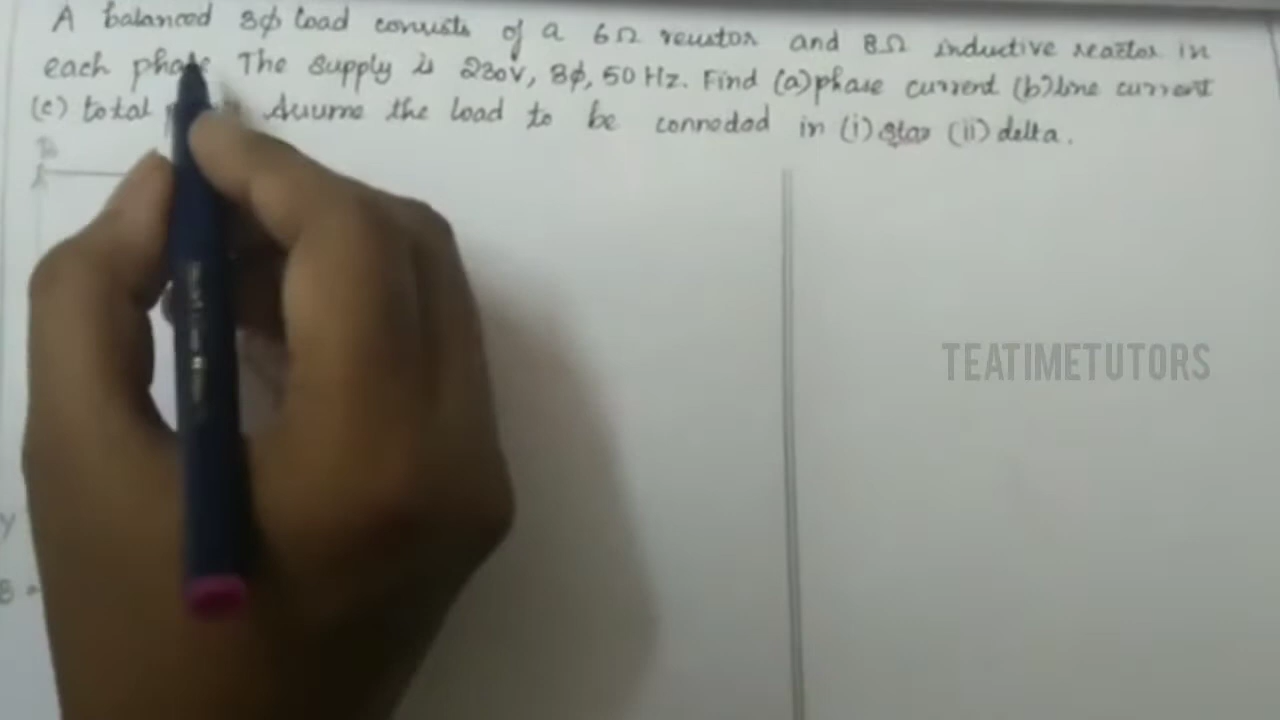 A balanced 3ϕ load consists of a 6Ω resistor and 8Ω inductive reactor in
each phase The supply is 230V, 3ϕ, 50 Hz. Find (a)phase current (b)line current
(c) total Assume the load to be connected in (i) star (ii) delta.
TEATIMETUTORS
Y
B